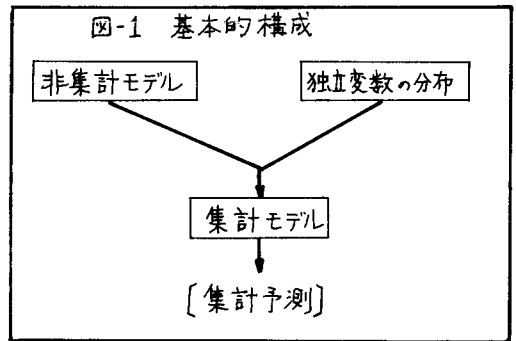 図-1 基本的構成
非集計モデル
独立変数の分布
集計モデル
[集計予測]